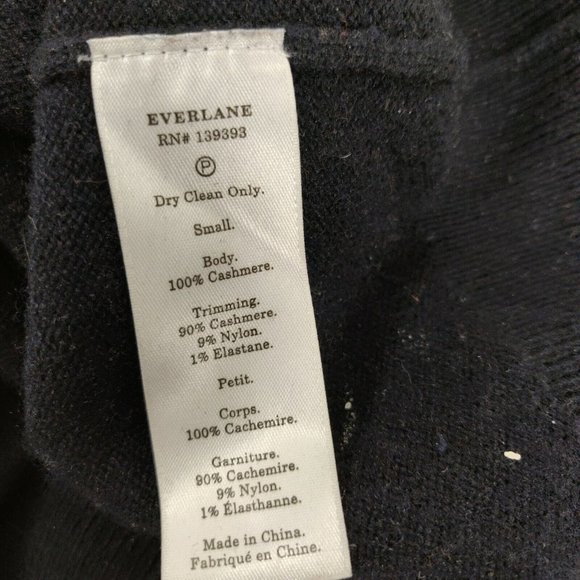 EVERLANE
RN# 139393
P
Dry Clean Only.
Small.
Body.
100% Cashmere.
Trimming.
90% Cashmere.
9% Nylon.
1% Elastane.
Petit.
Corps.
100% Cachemire.
Garniture.
90% Cachemire.
9% Nylon.
1% Élasthanne.
Made in China.
Fabriqué en Chine.